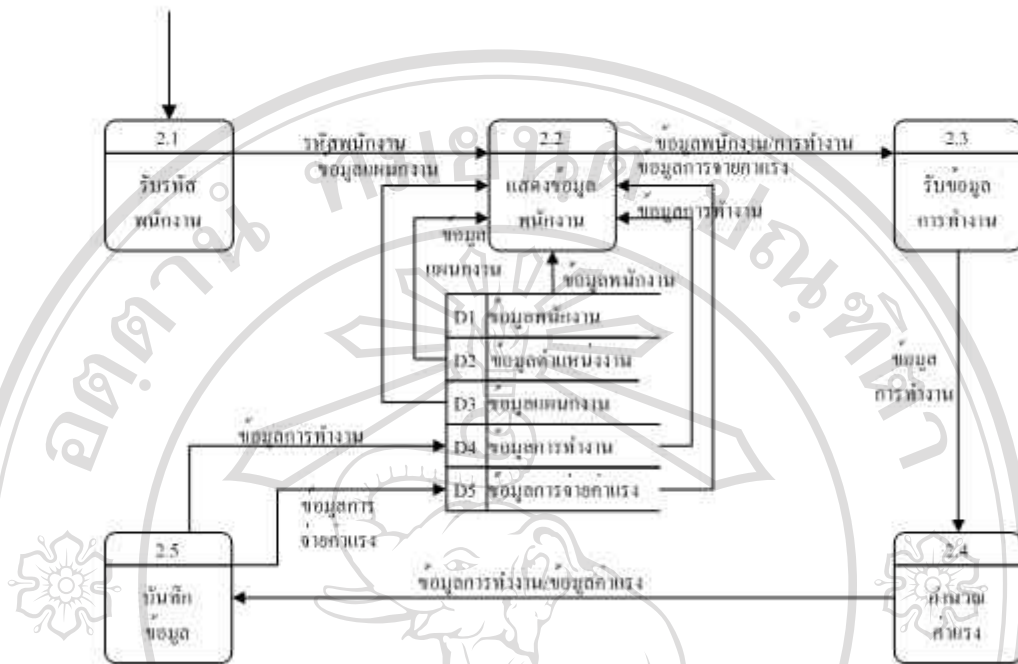 2.1
รับรหัส
พนักงาน
รหัสพนักงาน
ข้อมูลแผนกงาน
2.2
แสดงข้อมูล
พนักงาน
ข้อมูลพนักงาน/การทำงาน
ข้อมูลการจ่ายค่าแรง
ข้อมูลการทำงาน
2.3
รับข้อมูล
การทำงาน
ข้อมูล
แผนกงาน
ข้อมูลพนักงาน
D1 ข้อมูลพนักงาน
D2 ข้อมูลตำแหน่งงาน
D3 ข้อมูลแผนกงาน
D4 ข้อมูลการทำงาน
D5 ข้อมูลการจ่ายค่าแรง
ข้อมูล
การทำงาน
ข้อมูลการทำงาน
ข้อมูลการ
จ่ายค่าแรง
2.5
บันทึก
ข้อมูล
ข้อมูลการทำงาน/ข้อมูลค่าแรง
2.4
คำนวณ
ค่าแรง